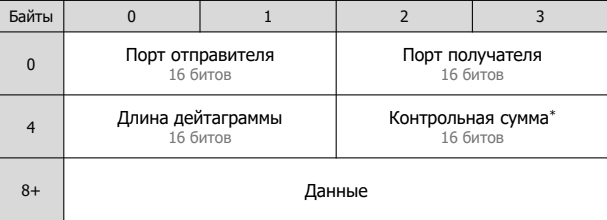 Байты 0 1 2 3
0 Порт отправителя Порт получателя
16 битов 16 битов
4 Длина дейтаграммы Контрольная сумма*
16 битов 16 битов
8+ Данные